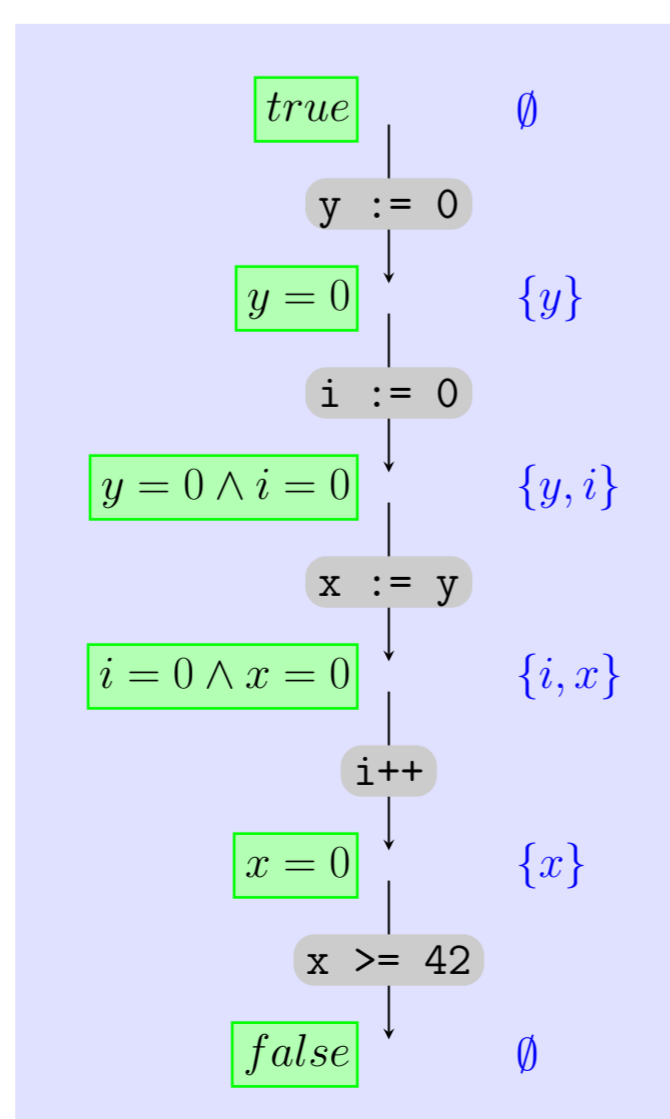 true ∅
y := 0
y = 0 {y}
i := 0
y = 0 ∧ i = 0 {y, i}
x := y
i = 0 ∧ x = 0 {i, x}
i++
x = 0 {x}
x >= 42
false ∅